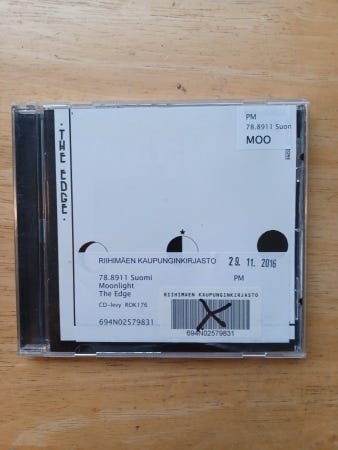 · THE EDGE ·
PM
78.8911 Suon
MOO
RIIHIMÄEN KAUPUNGINKIRJASTO
29. 11. 2016
78.8911 Suomi
PM
Moonlight
The Edge
CD-levy ROK176
694N02579831
RIIHIMÄEN KAUPUNGINKIRJASTO
694N02579831